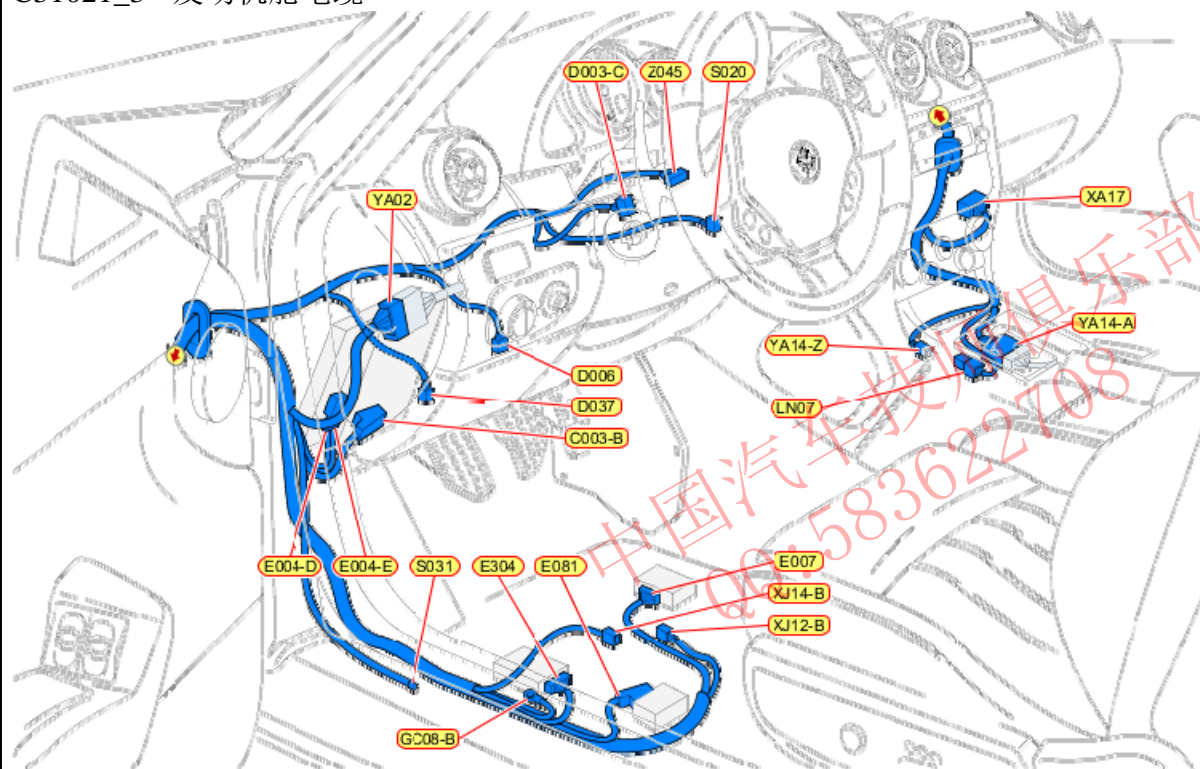 D003-C Z045 S020
YA02
XA17
YA14-A
YA14-Z
D006
D037
LN07
C003-B
E004-D E004-E S031 E304 E081
E007
XJ14-B
XJ12-B
GC08-B
中国汽车技师俱乐部
QQ:583622708